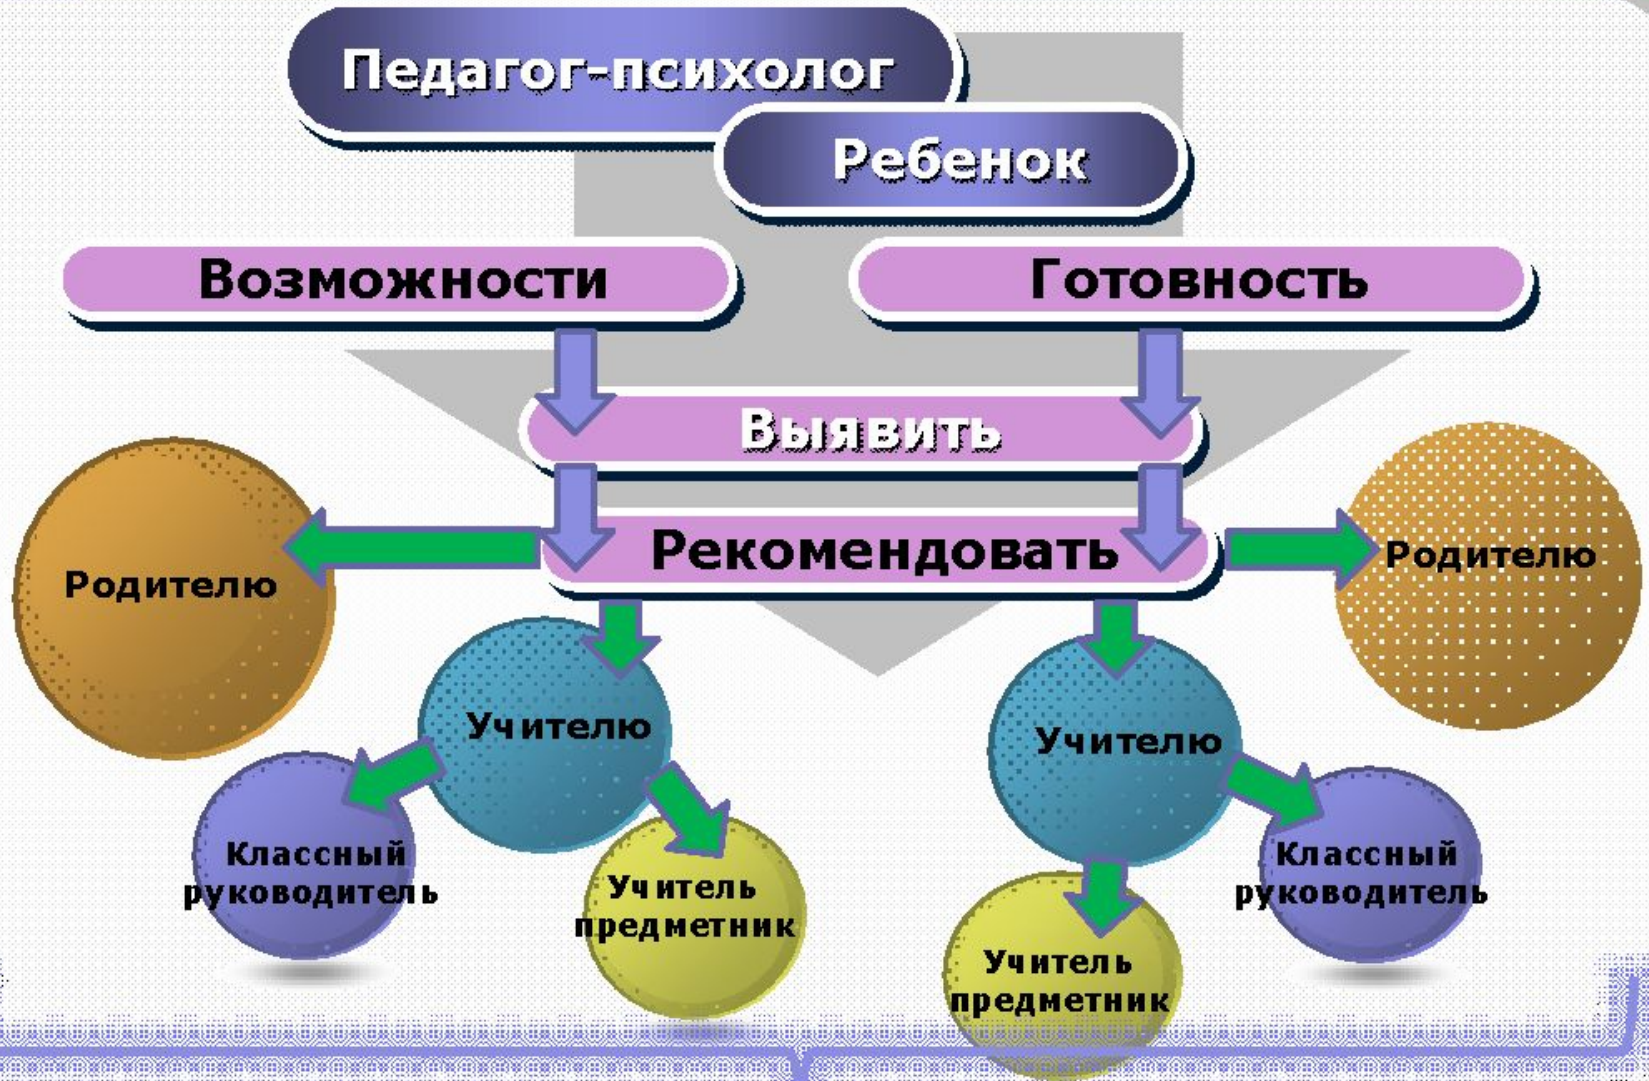 Педагог-психолог
Ребенок
Возможности
Готовность
Выявить
Рекомендовать
Родителю
Родителю
Учителю
Учителю
Классный
руководитель
Учитель
предметник
Учитель
предметник
Классный
руководитель